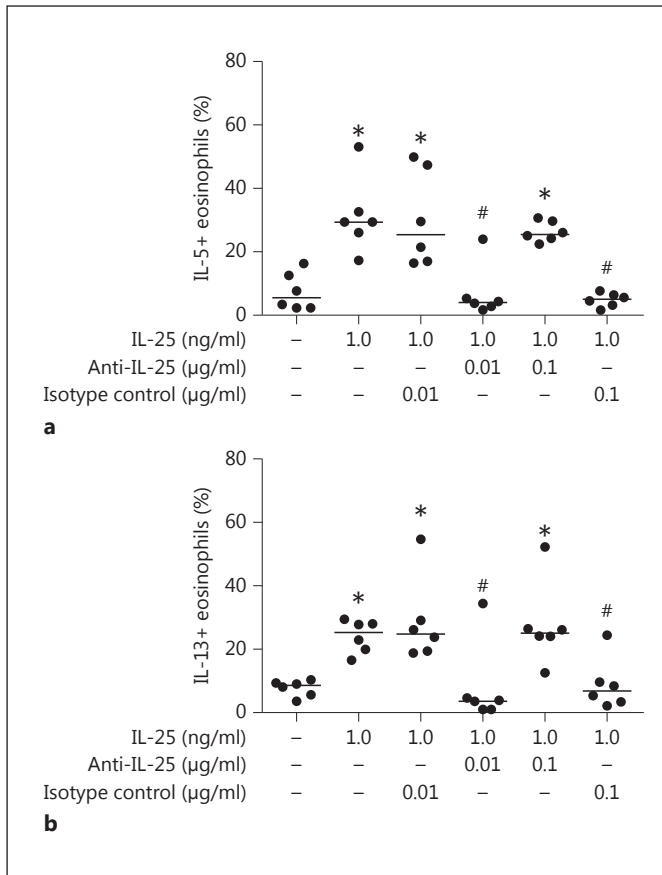 80
60
40
20
0
IL-5+ eosinophils (%)
* * # * #
IL-25 (ng/ml) – 1.0 1.0 1.0 1.0 1.0
Anti-IL-25 (µg/ml) – – – 0.01 0.1 –
Isotype control (µg/ml) – – 0.01 – – 0.1
a
80
60
40
20
0
IL-13+ eosinophils (%)
* * # * #
IL-25 (ng/ml) – 1.0 1.0 1.0 1.0 1.0
Anti-IL-25 (µg/ml) – – – 0.01 0.1 –
Isotype control (µg/ml) – – 0.01 – – 0.1
b